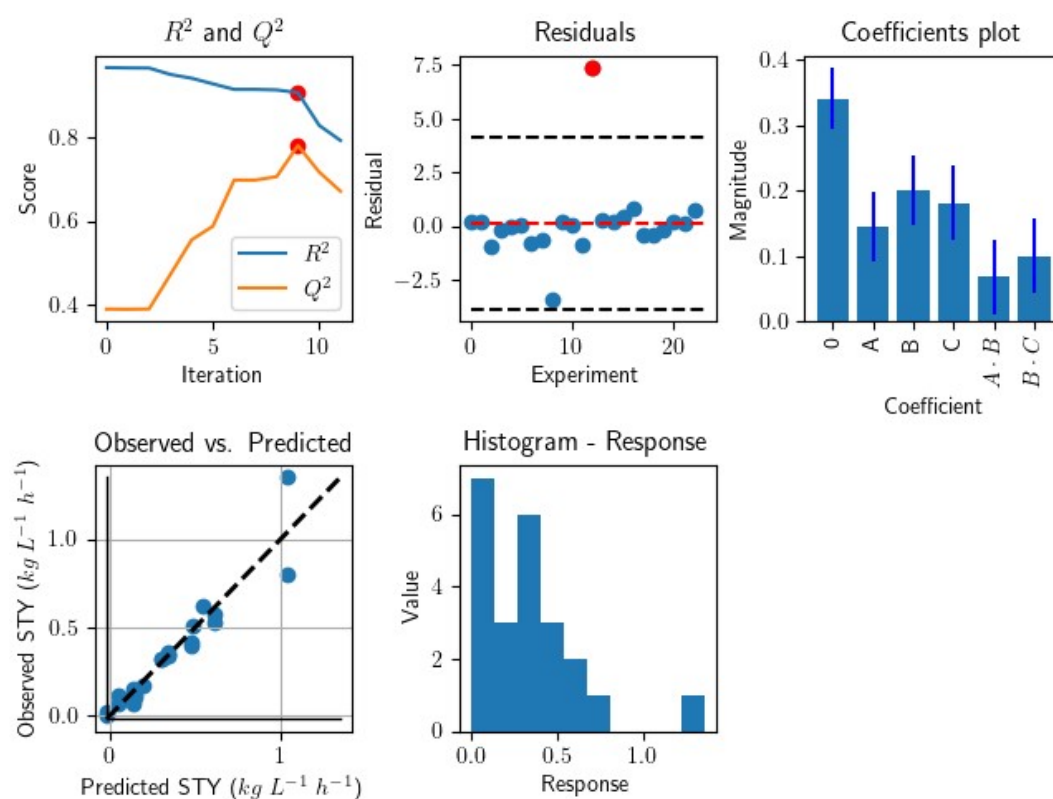 R² and Q²
Score
0.8
0.6
0.4
R²
Q²
0 5 10
Iteration
Residuals
Residual
7.5
5.0
2.5
0.0
−2.5
0 10 20
Experiment
Coefficients plot
Magnitude
0.4
0.3
0.2
0.1
0.0
0 A B C A · B B · C
Coefficient
Observed vs. Predicted
Observed STY (kg L⁻¹ h⁻¹)
1.0
0.5
0.0
0 1
Predicted STY (kg L⁻¹ h⁻¹)
Histogram - Response
Value
6
4
2
0
0.0 0.5 1.0
Response